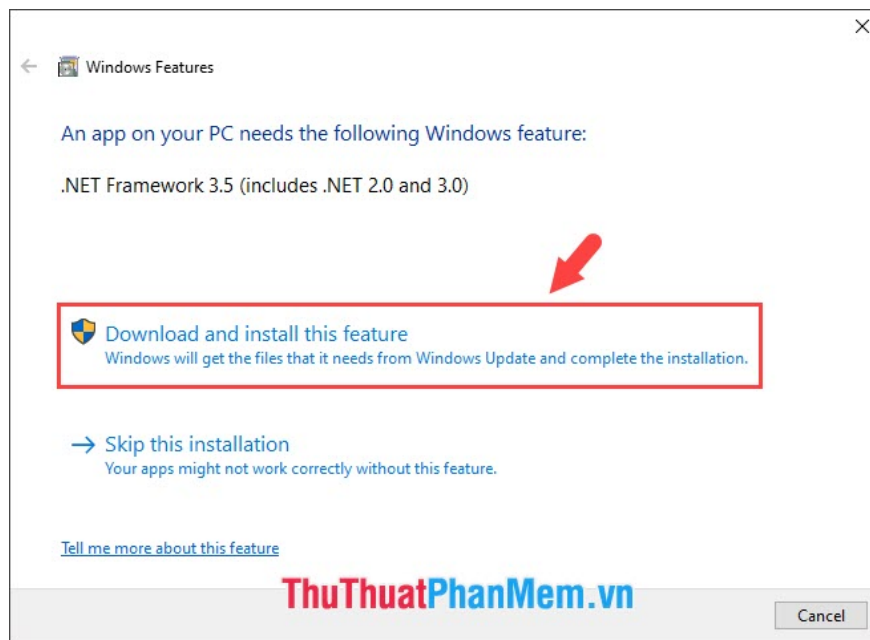 Windows Features
An app on your PC needs the following Windows feature:
.NET Framework 3.5 (includes .NET 2.0 and 3.0)
Download and install this feature
Windows will get the files that it needs from Windows Update and complete the installation.
Skip this installation
Your apps might not work correctly without this feature.
Tell me more about this feature
ThuThuatPhanMem.vn
Cancel